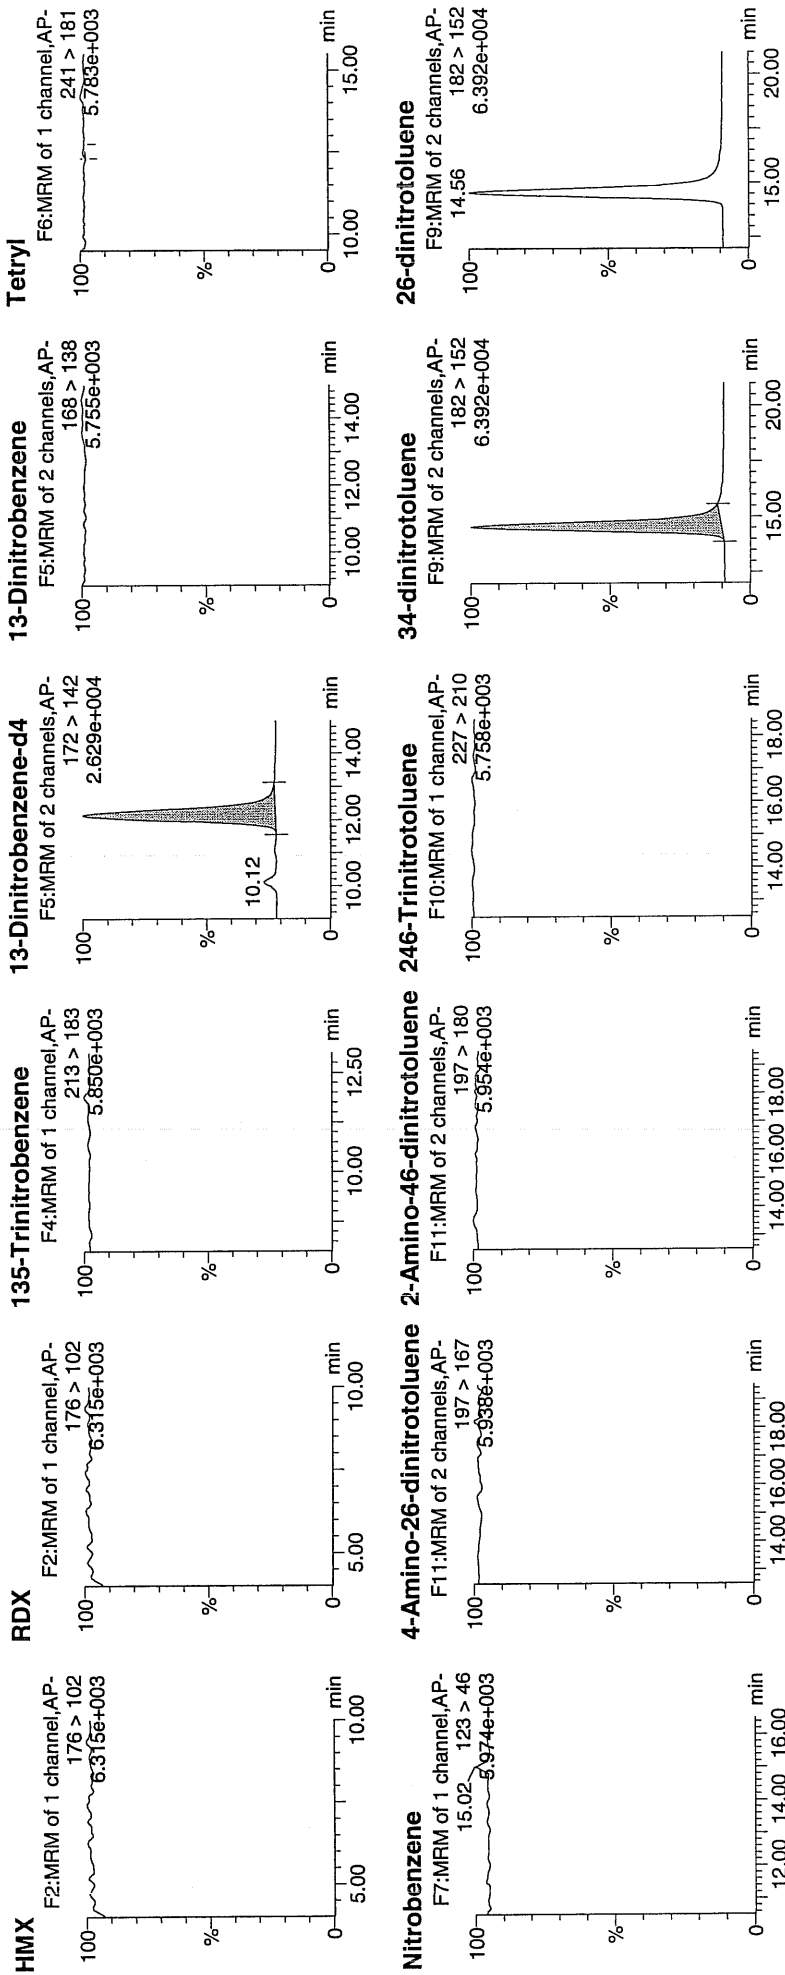 HMX
F2:MRM of 1 channel,AP-
176 > 102
6.315e+003
100
%
0
5.00
10.00
min
RDX
F2:MRM of 1 channel,AP-
176 > 102
6.315e+003
100
%
0
5.00
10.00
min
135-Trinitrobenzene
F4:MRM of 1 channel,AP-
213 > 183
5.850e+003
100
%
0
10.00
12.50
min
13-Dinitrobenzene-d4
F5:MRM of 2 channels,AP-
172 > 142
2.629e+004
100
10.12
%
0
10.00
12.00
14.00
min
13-Dinitrobenzene
F5:MRM of 2 channels,AP-
168 > 138
5.755e+003
100
%
0
10.00
12.00
14.00
min
Tetryl
F6:MRM of 1 channel,AP-
241 > 181
5.783e+003
100
%
0
10.00
15.00
min
Nitrobenzene
F7:MRM of 1 channel,AP-
15.02
123 > 46
5.974e+003
100
%
0
12.00
14.00
16.00
min
4-Amino-26-dinitrotoluene
F11:MRM of 2 channels,AP-
197 > 167
5.938e+003
100
%
0
14.00
16.00
18.00
min
2-Amino-46-dinitrotoluene
F11:MRM of 2 channels,AP-
197 > 180
5.954e+003
100
%
0
14.00
16.00
18.00
min
246-Trinitrotoluene
F10:MRM of 1 channel,AP-
227 > 210
5.758e+003
100
%
0
14.00
16.00
18.00
min
34-dinitrotoluene
F9:MRM of 2 channels,AP-
182 > 152
6.392e+004
100
%
0
15.00
20.00
min
26-dinitrotoluene
F9:MRM of 2 channels,AP-
14.56
182 > 152
6.392e+004
100
%
0
15.00
20.00
min